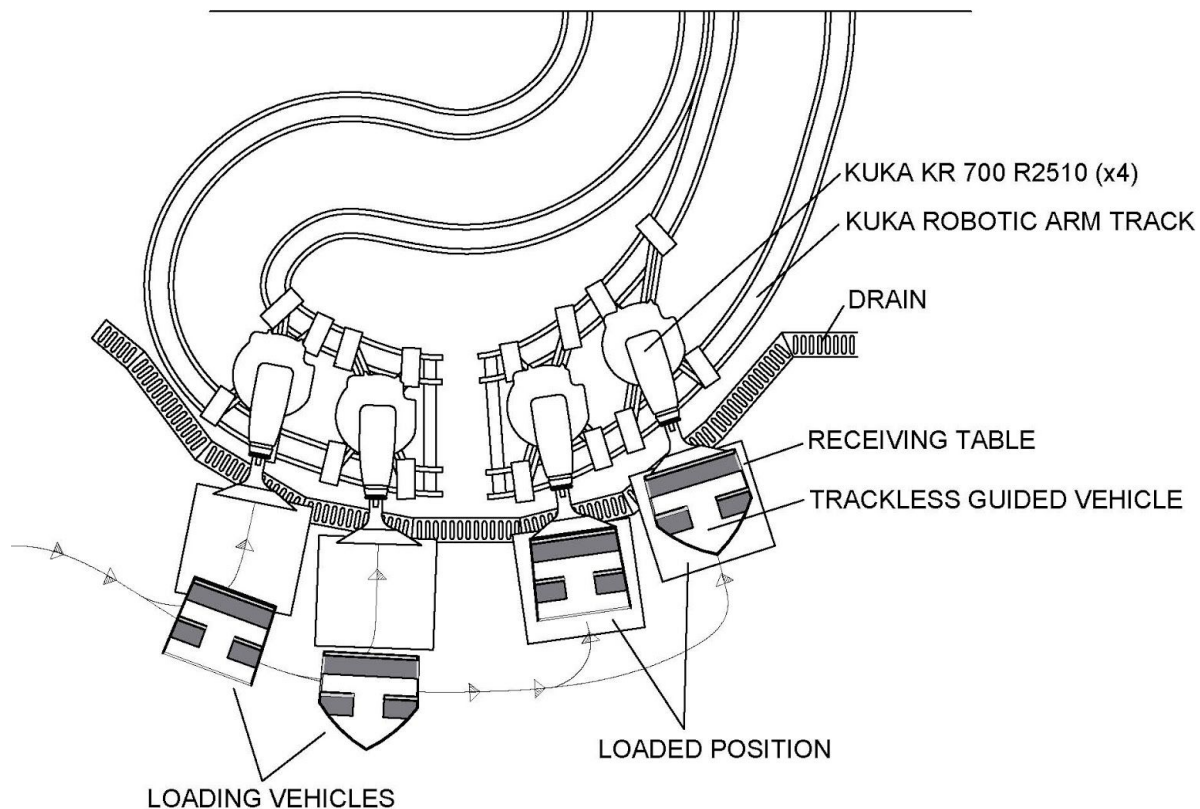 KUKA KR 700 R2510 (x4)
KUKA ROBOTIC ARM TRACK
DRAIN
RECEIVING TABLE
TRACKLESS GUIDED VEHICLE
LOADED POSITION
LOADING VEHICLES